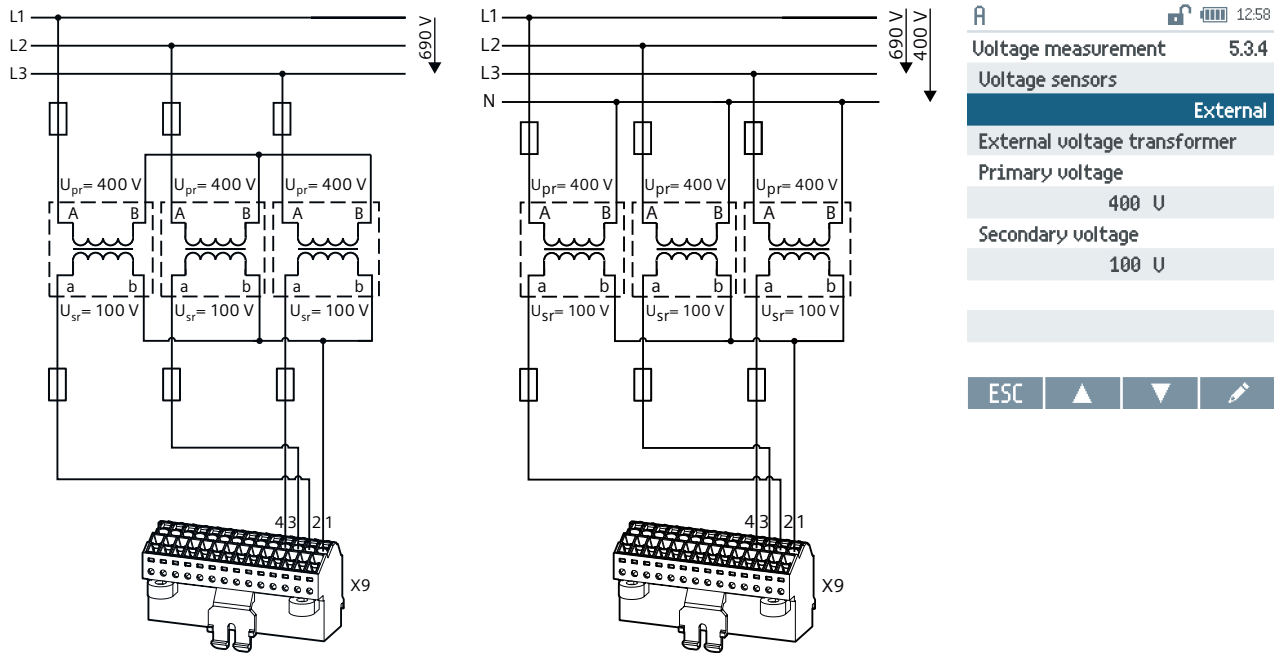 L1
L2
L3
690 V
Upr= 400 V Upr= 400 V Upr= 400 V
A B A B A B
a b a b a b
Usr= 100 V Usr= 100 V Usr= 100 V
4 3 2 1
X9
L1
L2
L3
N
690 V
400 V
Upr= 400 V Upr= 400 V Upr= 400 V
A B A B A B
a b a b a b
Usr= 100 V Usr= 100 V Usr= 100 V
4 3 2 1
X9
A 12:58
Voltage measurement 5.3.4
Voltage sensors
External
External voltage transformer
Primary voltage
400 V
Secondary voltage
100 V
ESC